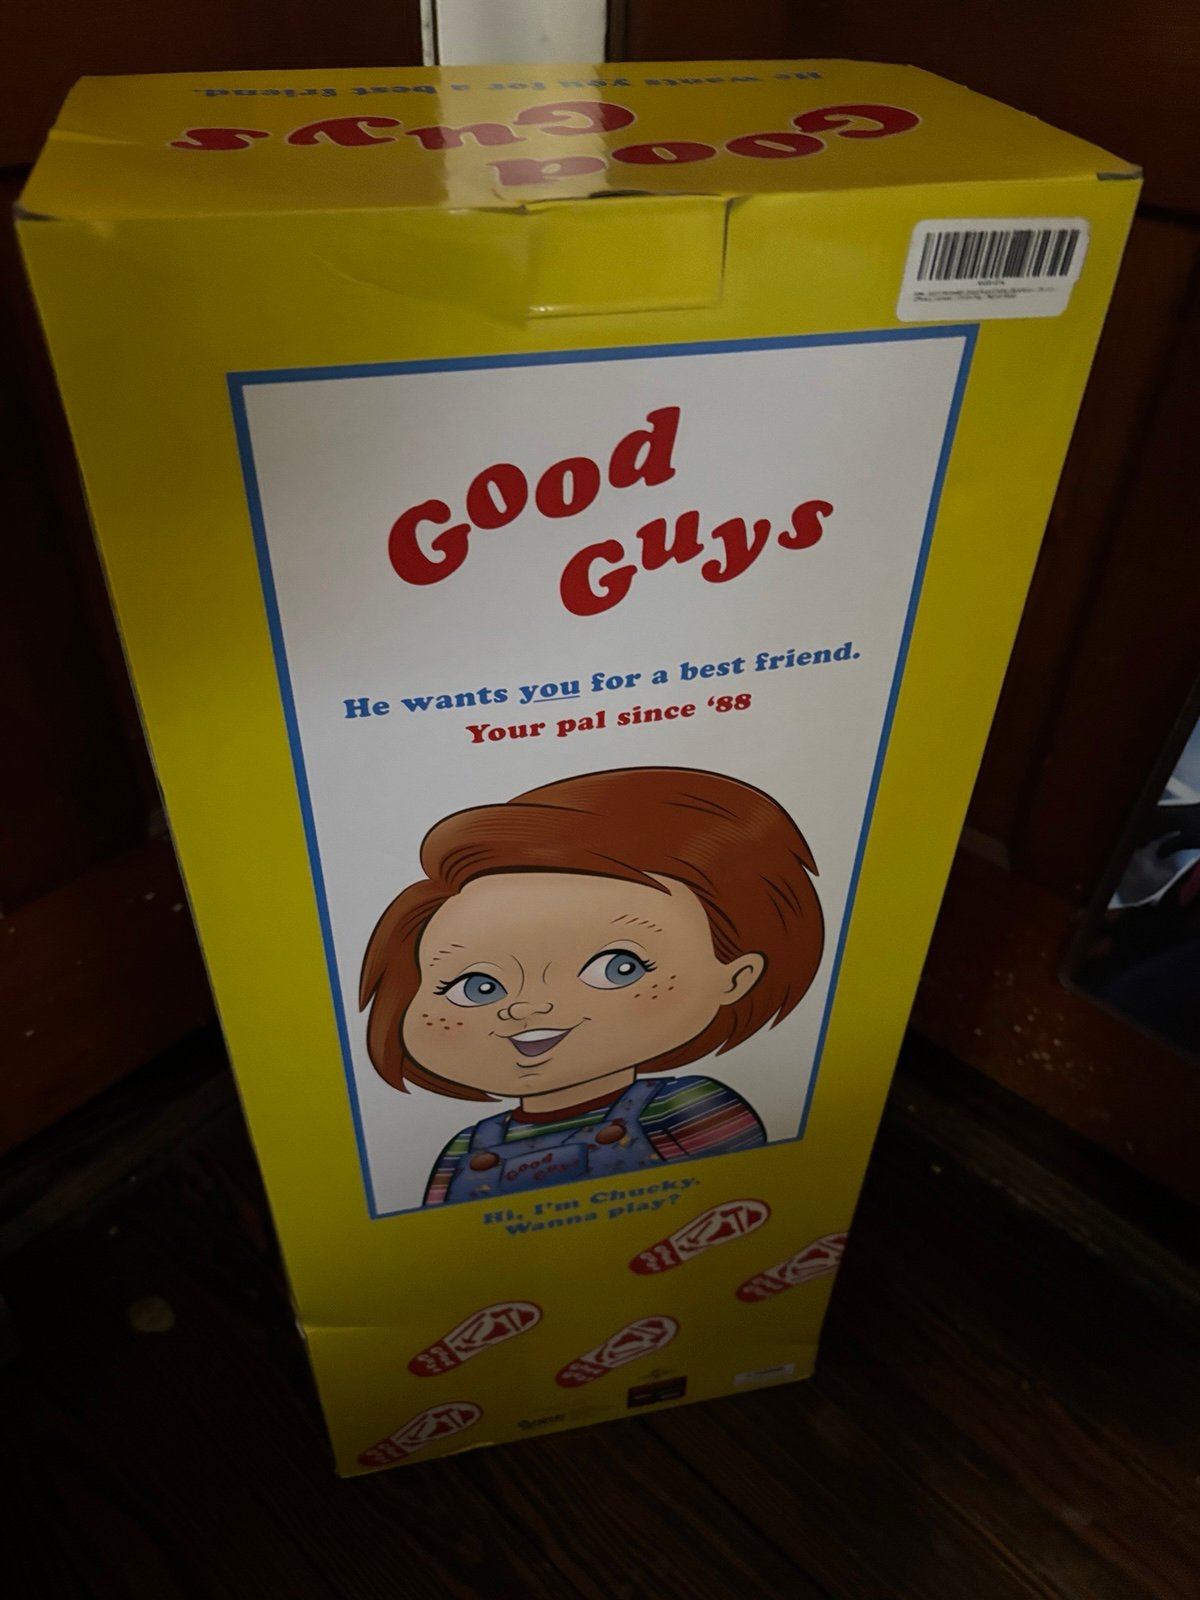 He wants you for a best friend.
Good
Guys
Good
Guys
He wants you for a best friend.
Your pal since ‘88
Good
Guys
Hi, I'm Chucky.
Wanna play?